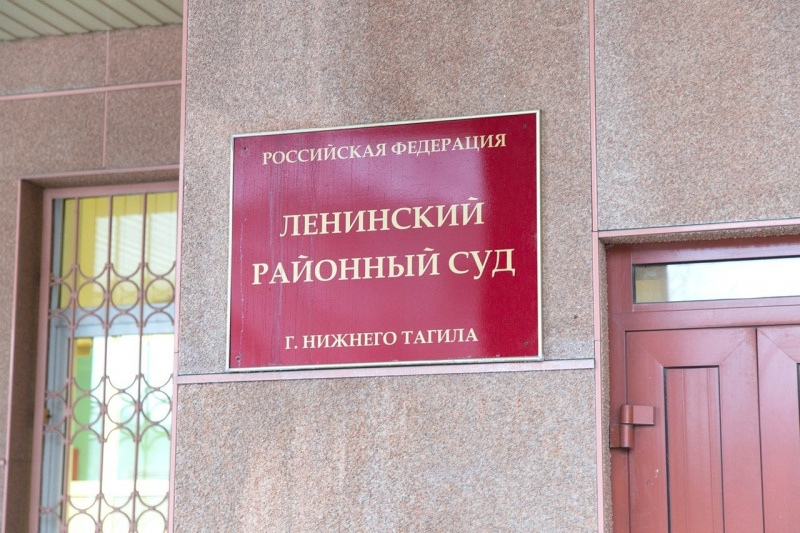 РОССИЙСКАЯ ФЕДЕРАЦИЯ
ЛЕНИНСКИЙ
РАЙОННЫЙ СУД
Г. НИЖНЕГО ТАГИЛА